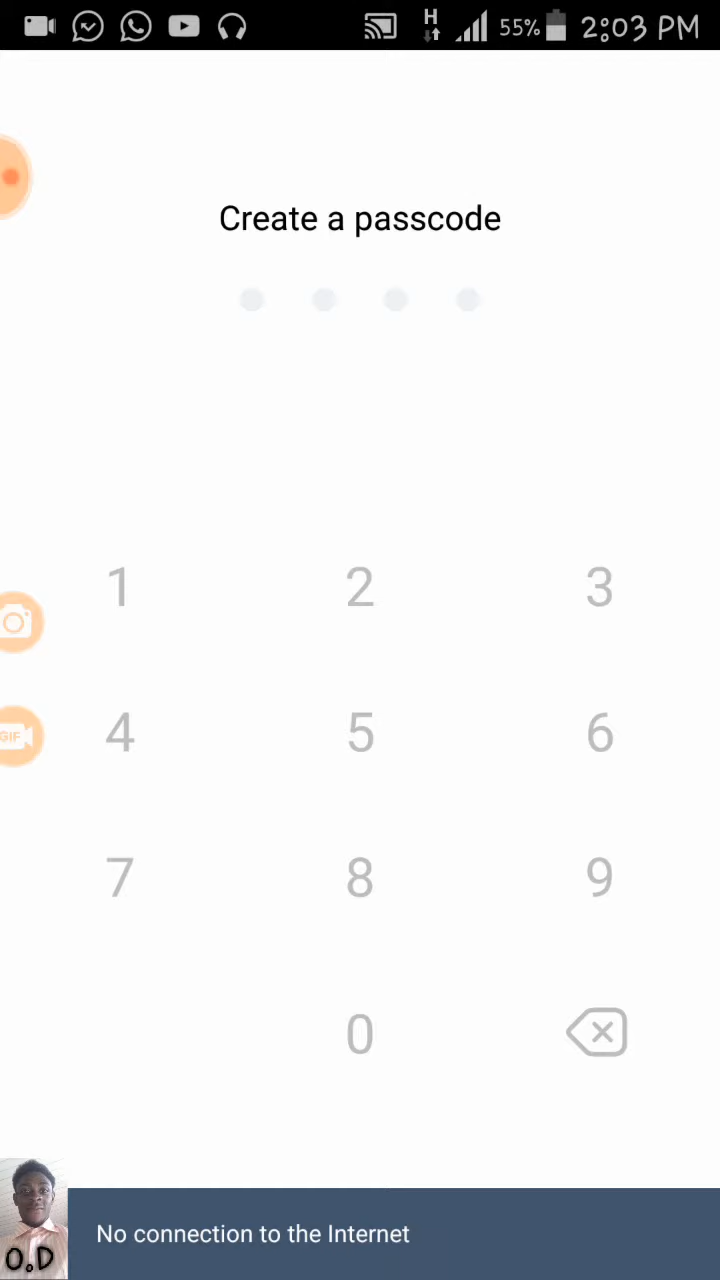 H 55% 2:03 PM
Create a passcode
1 2 3
4 5 6
GIF
7 8 9
0
No connection to the Internet
O.D